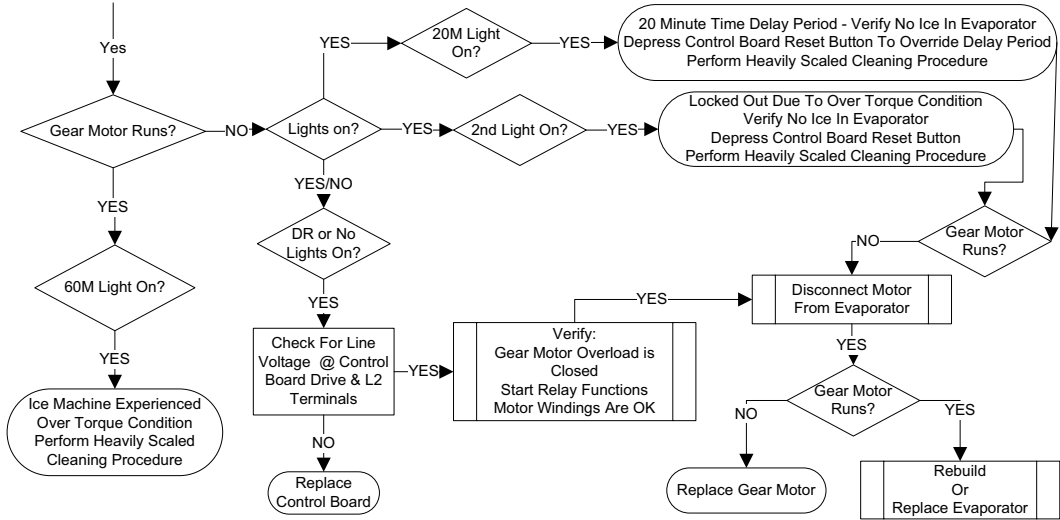 Yes
Gear Motor Runs?
NO
Lights on?
YES
20M Light
On?
YES
20 Minute Time Delay Period - Verify No Ice In Evaporator
Depress Control Board Reset Button To Override Delay Period
Perform Heavily Scaled Cleaning Procedure
YES
2nd Light On?
YES
Locked Out Due To Over Torque Condition
Verify No Ice In Evaporator
Depress Control Board Reset Button
Perform Heavily Scaled Cleaning Procedure
YES
60M Light On?
YES
Ice Machine Experienced
Over Torque Condition
Perform Heavily Scaled
Cleaning Procedure
YES/NO
DR or No
Lights On?
YES
Check For Line
Voltage @ Control
Board Drive & L2
Terminals
NO
Replace
Control Board
YES
Verify:
Gear Motor Overload is
Closed
Start Relay Functions
Motor Windings Are OK
YES
Gear Motor
Runs?
NO
Disconnect Motor
From Evaporator
YES
Gear Motor
Runs?
NO
Replace Gear Motor
YES
Rebuild
Or
Replace Evaporator